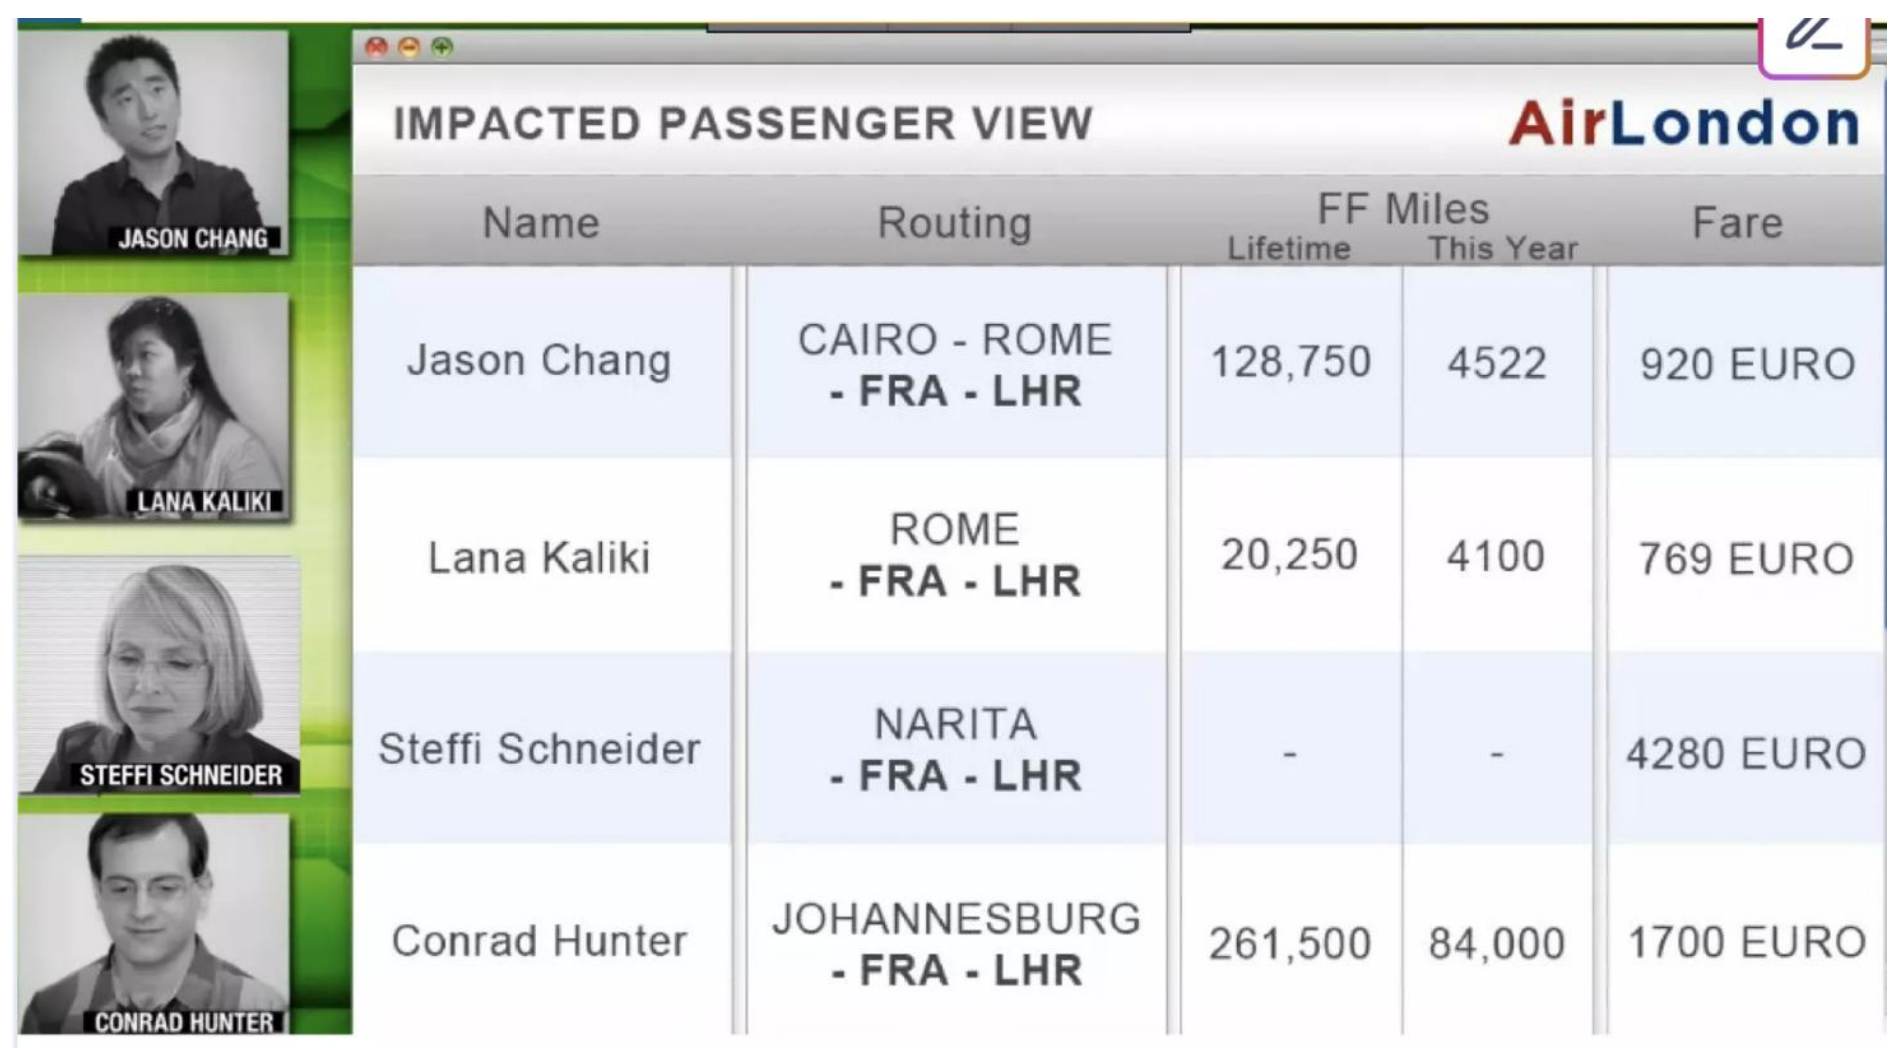 JASON CHANG
LANA KALIKI
STEFFI SCHNEIDER
CONRAD HUNTER
IMPACTED PASSENGER VIEW
AirLondon
Name Routing FF Miles Fare
Lifetime This Year
Jason Chang CAIRO - ROME 128,750 4522 920 EURO
- FRA - LHR
Lana Kaliki ROME 20,250 4100 769 EURO
- FRA - LHR
Steffi Schneider NARITA - - 4280 EURO
- FRA - LHR
Conrad Hunter JOHANNESBURG 261,500 84,000 1700 EURO
- FRA - LHR